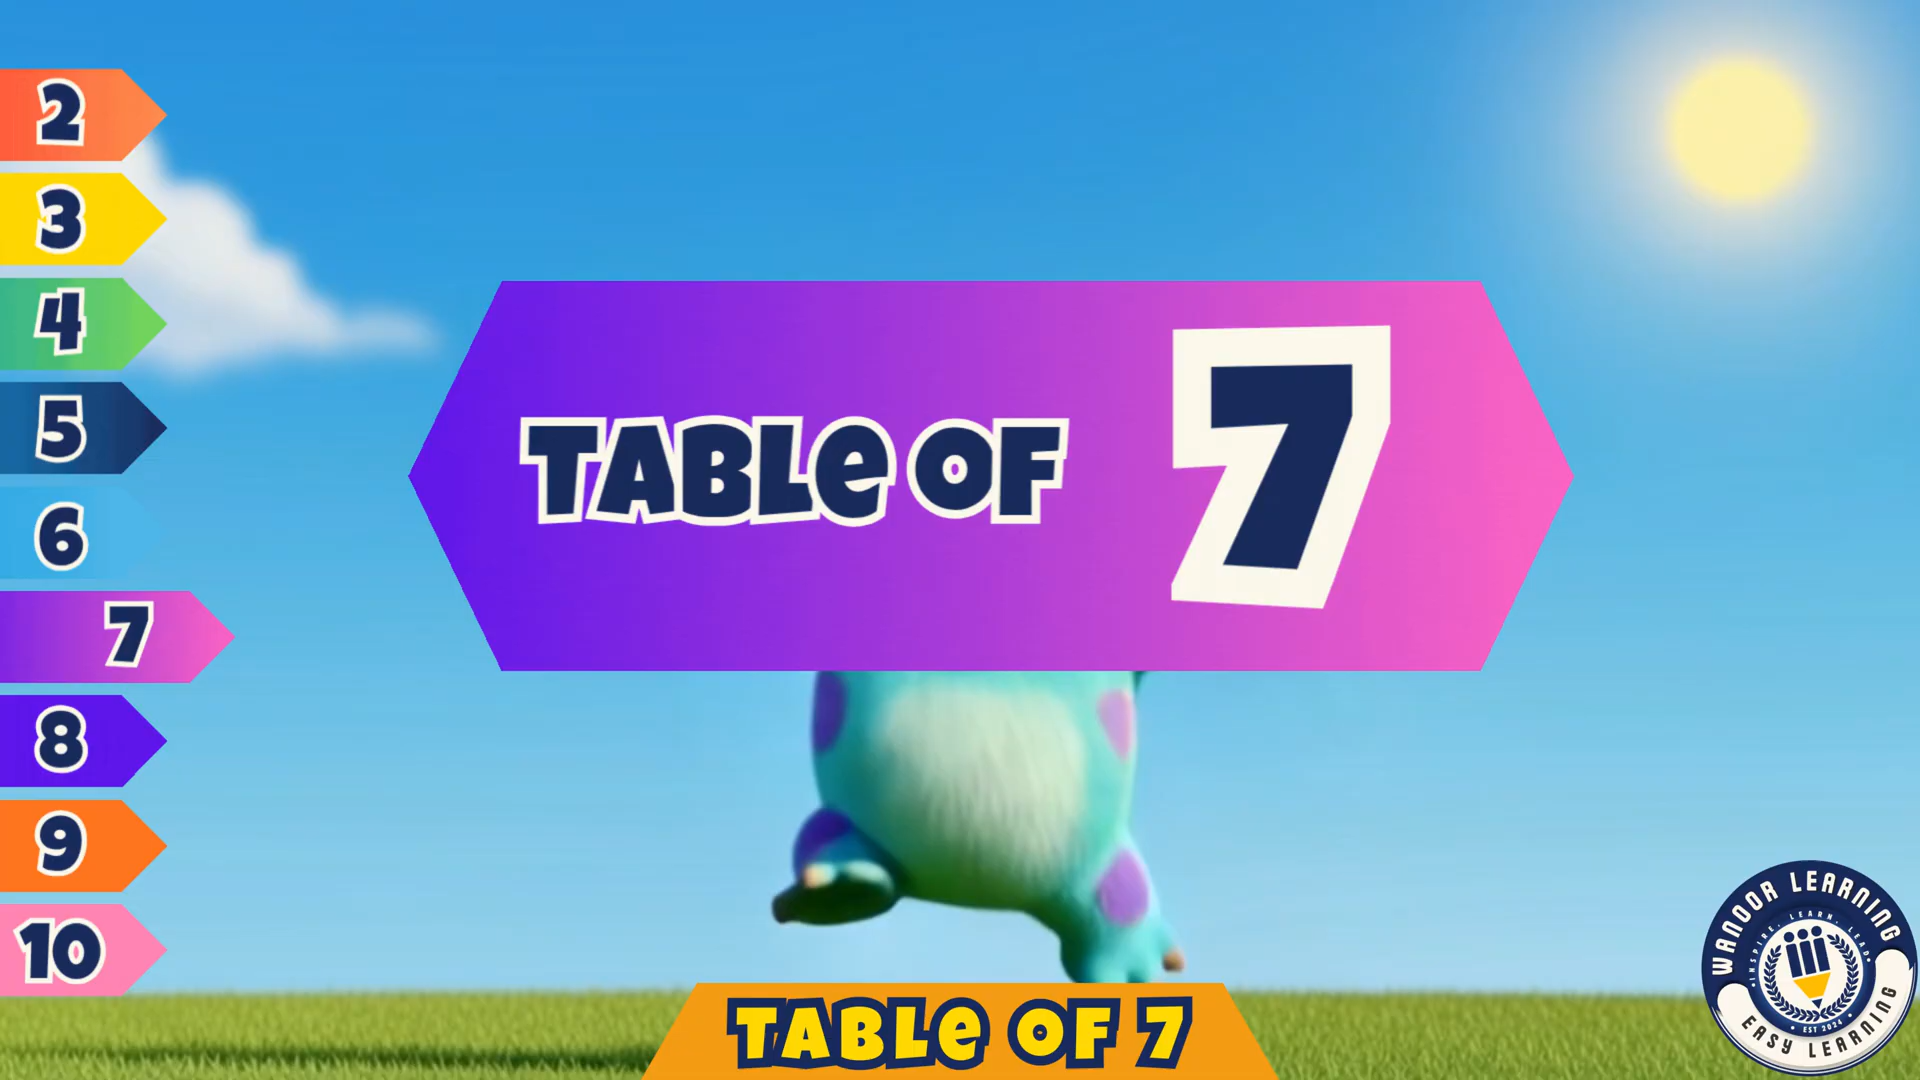 2
3
4
5
6
7
8
9
10
TABLe OF 7
TABLe OF 7
WANOOR LEARNING
INSPIRE, LEARN, LEAD
EST 2024
EASY LEARNING